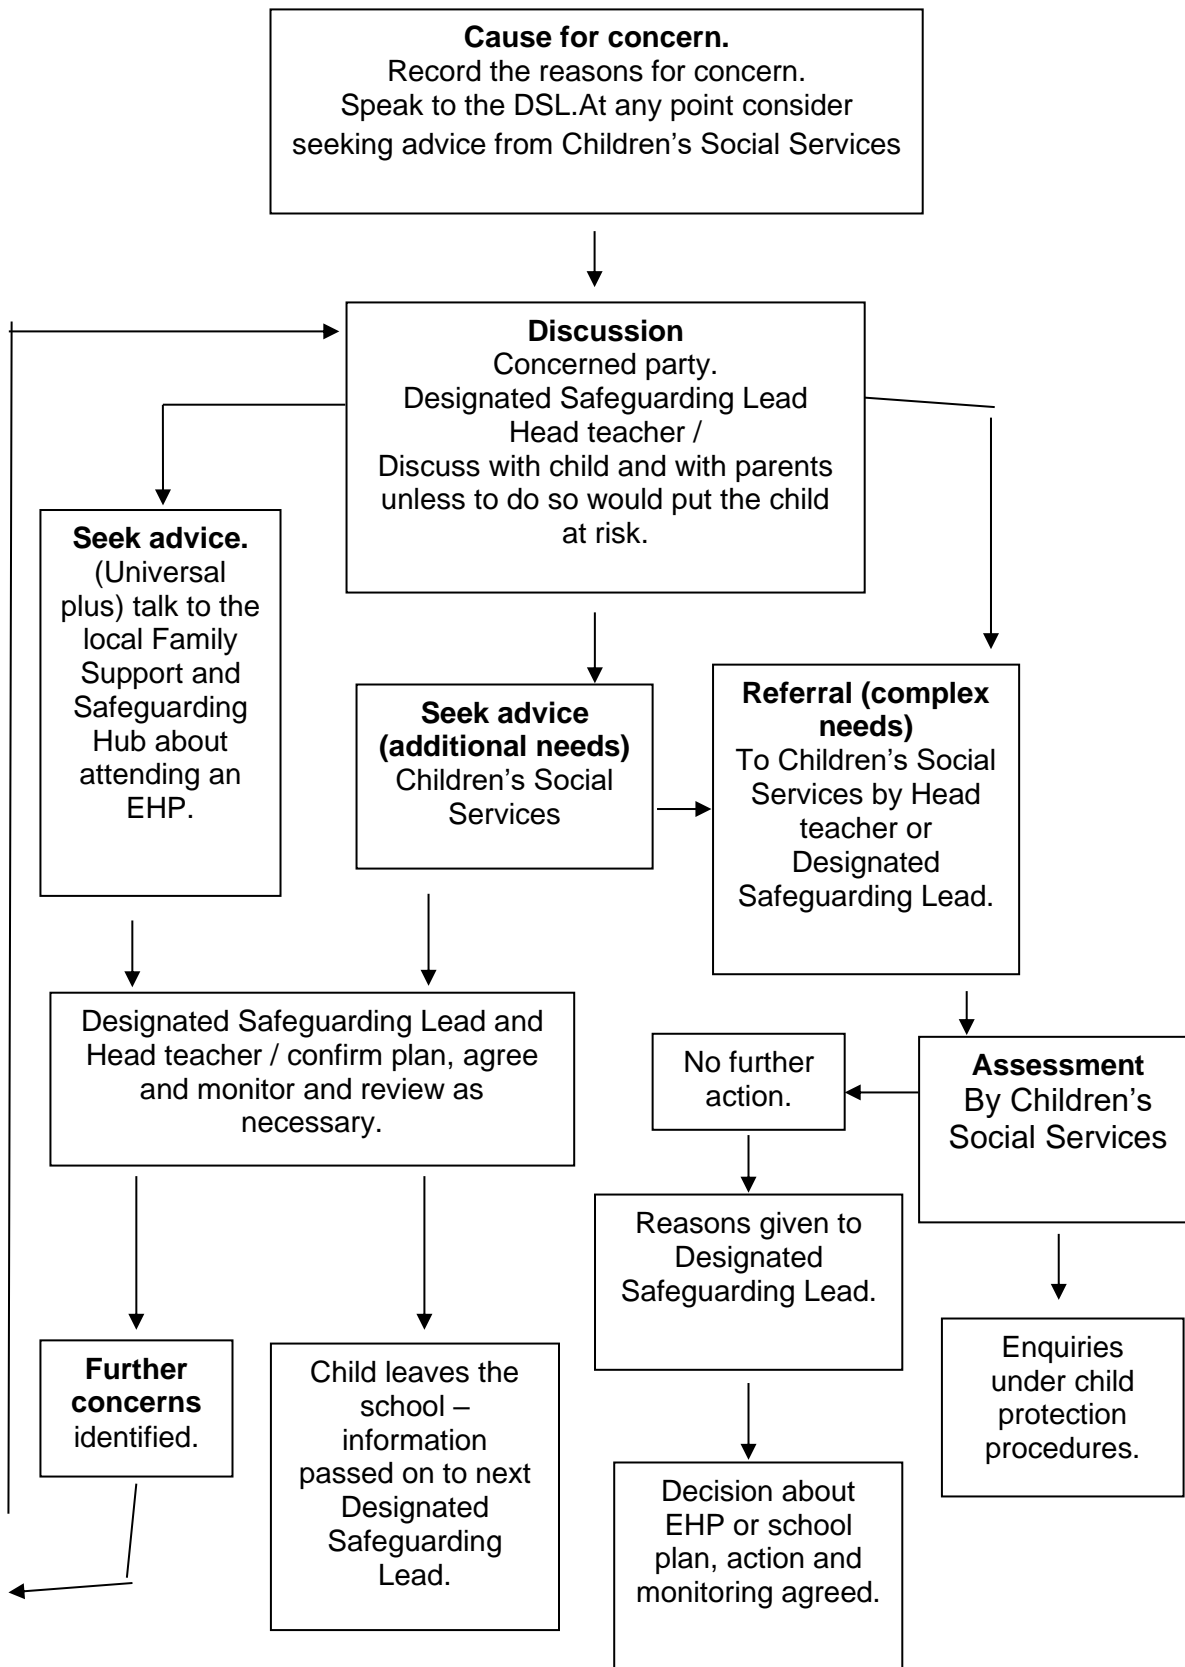 Cause for concern.
Record the reasons for concern.
Speak to the DSL.At any point consider
seeking advice from Children’s Social Services
Discussion
Concerned party.
Designated Safeguarding Lead
Head teacher /
Discuss with child and with parents
unless to do so would put the child
at risk.
Seek advice.
(Universal
plus) talk to the
local Family
Support and
Safeguarding
Hub about
attending an
EHP.
Seek advice
(additional needs)
Children’s Social
Services
Referral (complex
needs)
To Children’s Social
Services by Head
teacher or
Designated
Safeguarding Lead.
Designated Safeguarding Lead and
Head teacher / confirm plan, agree
and monitor and review as
necessary.
No further
action.
Assessment
By Children’s
Social Services
Reasons given to
Designated
Safeguarding Lead.
Enquiries
under child
protection
procedures.
Further
concerns
identified.
Child leaves the
school –
information
passed on to next
Designated
Safeguarding
Lead.
Decision about
EHP or school
plan, action and
monitoring agreed.